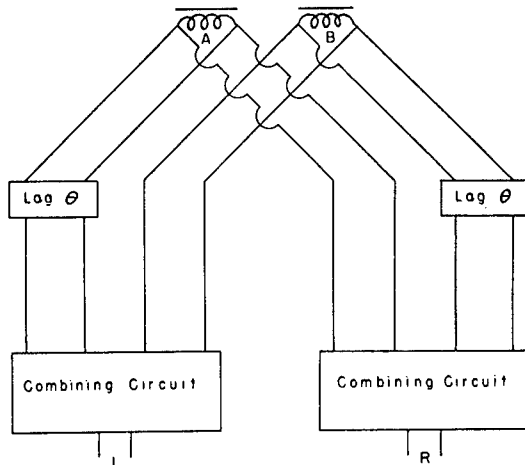 A
B
Lag θ
Lag θ
Combining Circuit
Combining Circuit
L
R